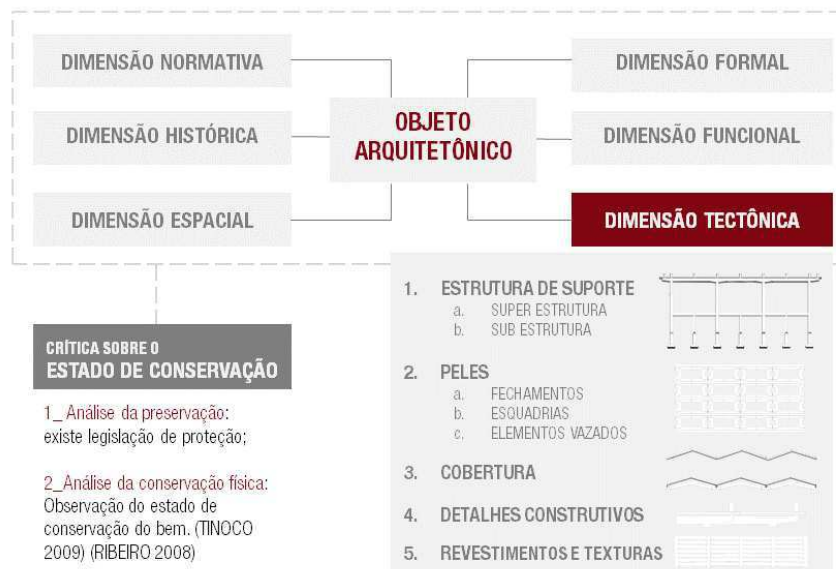 DIMENSÃO NORMATIVA
DIMENSÃO HISTÓRICA
DIMENSÃO ESPACIAL
OBJETO
ARQUITETÔNICO
DIMENSÃO FORMAL
DIMENSÃO FUNCIONAL
DIMENSÃO TECTÔNICA
CRÍTICA SOBRE O
ESTADO DE CONSERVAÇÃO
1_ Análise da preservação:
existe legislação de proteção;
2_Análise da conservação física:
Observação do estado de
conservação do bem. (TINOCO
2009) (RIBEIRO 2008)
1. ESTRUTURA DE SUPORTE
a. SUPER ESTRUTURA
b. SUB ESTRUTURA
2. PELES
a. FECHAMENTOS
b. ESQUADRIAS
c. ELEMENTOS VAZADOS
3. COBERTURA
4. DETALHES CONSTRUTIVOS
5. REVESTIMENTOS E TEXTURAS